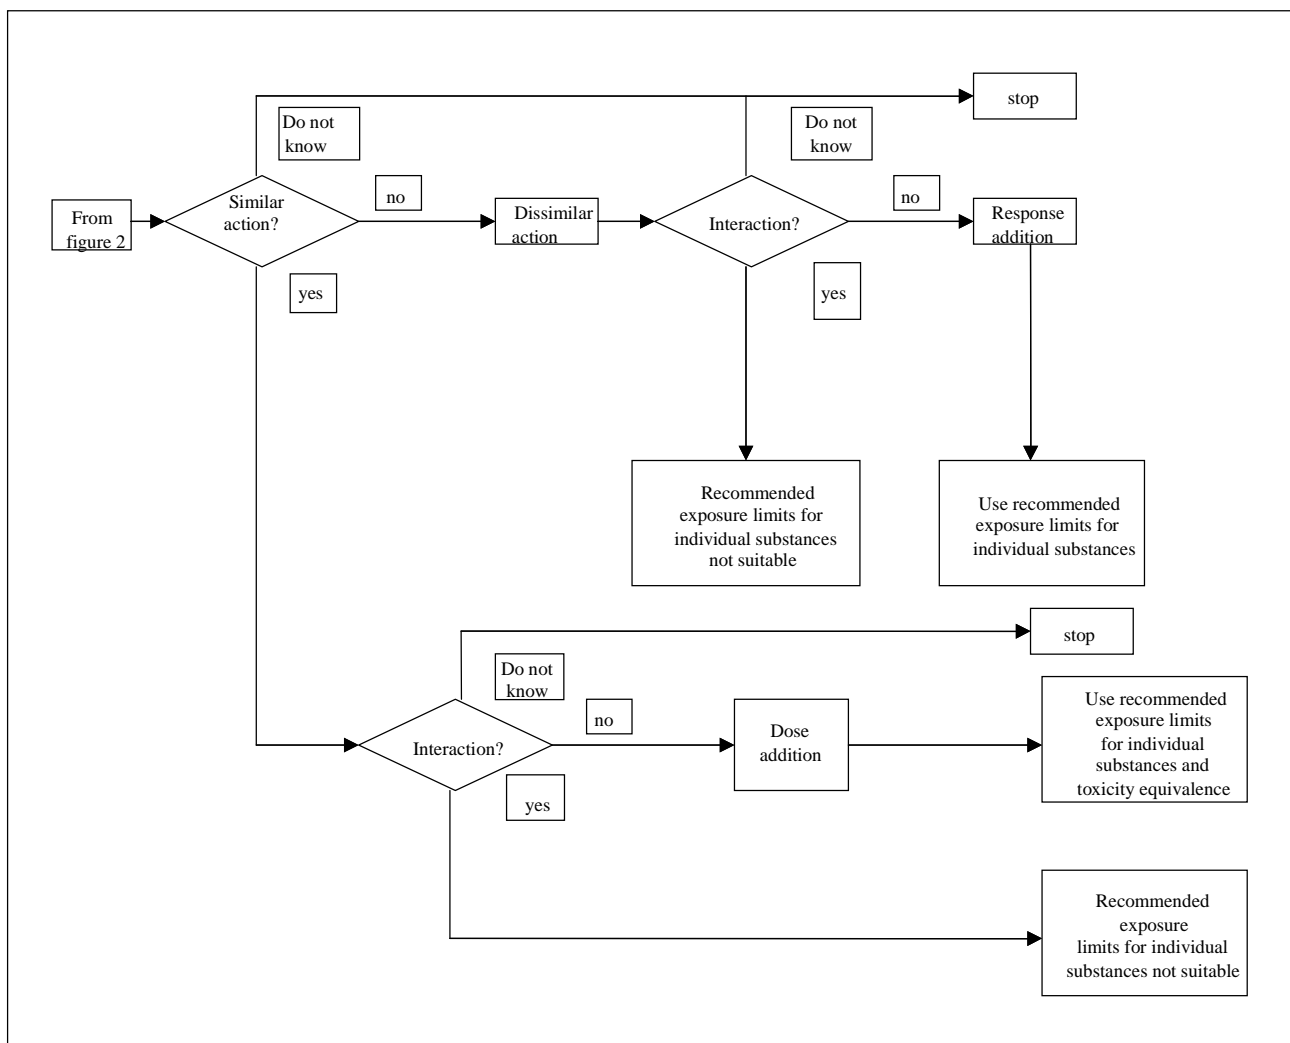 stop
Do not
know
Do not
know
From
figure 2
Similar
action?
no
Dissimilar
action
Interaction?
no
Response
addition
yes
yes
Recommended
exposure limits for
individual substances
not suitable
Use recommended
exposure limits for
individual substances
stop
Do not
know
Interaction?
no
Dose
addition
Use recommended
exposure limits
for individual
substances and
toxicity equivalence
yes
Recommended
exposure
limits for individual
substances not suitable